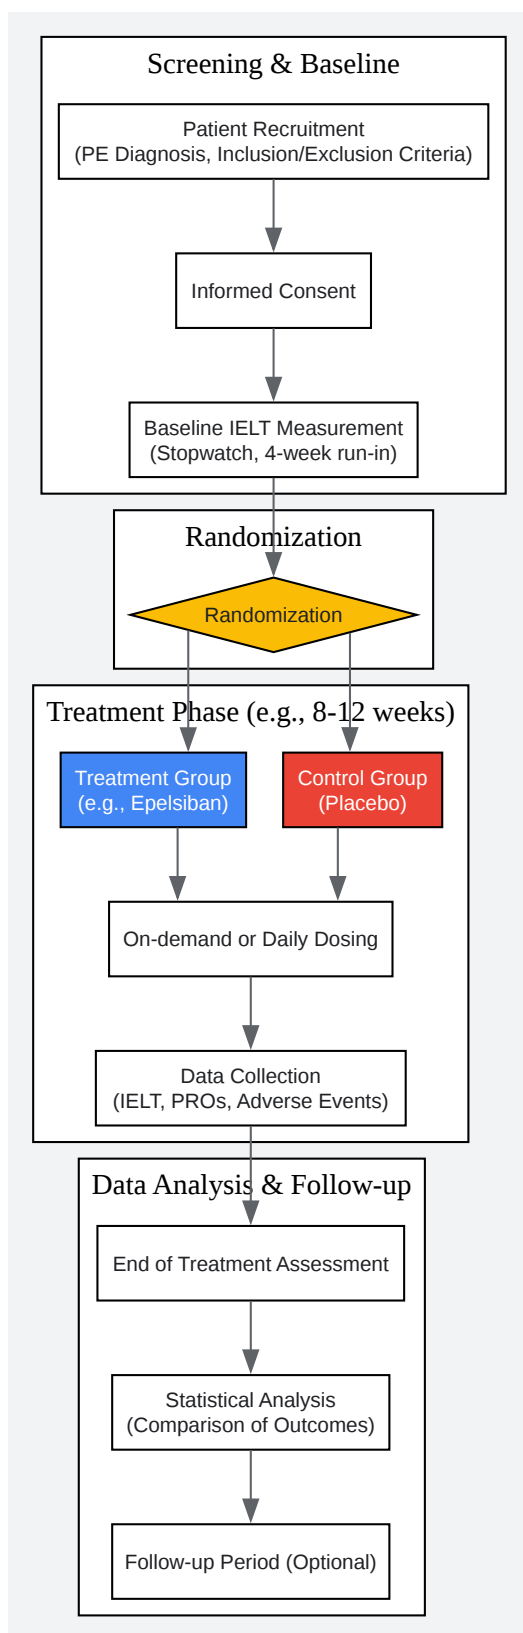 Screening & Baseline
Patient Recruitment
(PE Diagnosis, Inclusion/Exclusion Criteria)
Informed Consent
Baseline IELT Measurement
(Stopwatch, 4-week run-in)
Randomization
Randomization
Treatment Phase (e.g., 8-12 weeks)
Treatment Group
(e.g., Epelsiban)
Control Group
(Placebo)
On-demand or Daily Dosing
Data Collection
(IELT, PROs, Adverse Events)
Data Analysis & Follow-up
End of Treatment Assessment
Statistical Analysis
(Comparison of Outcomes)
Follow-up Period (Optional)